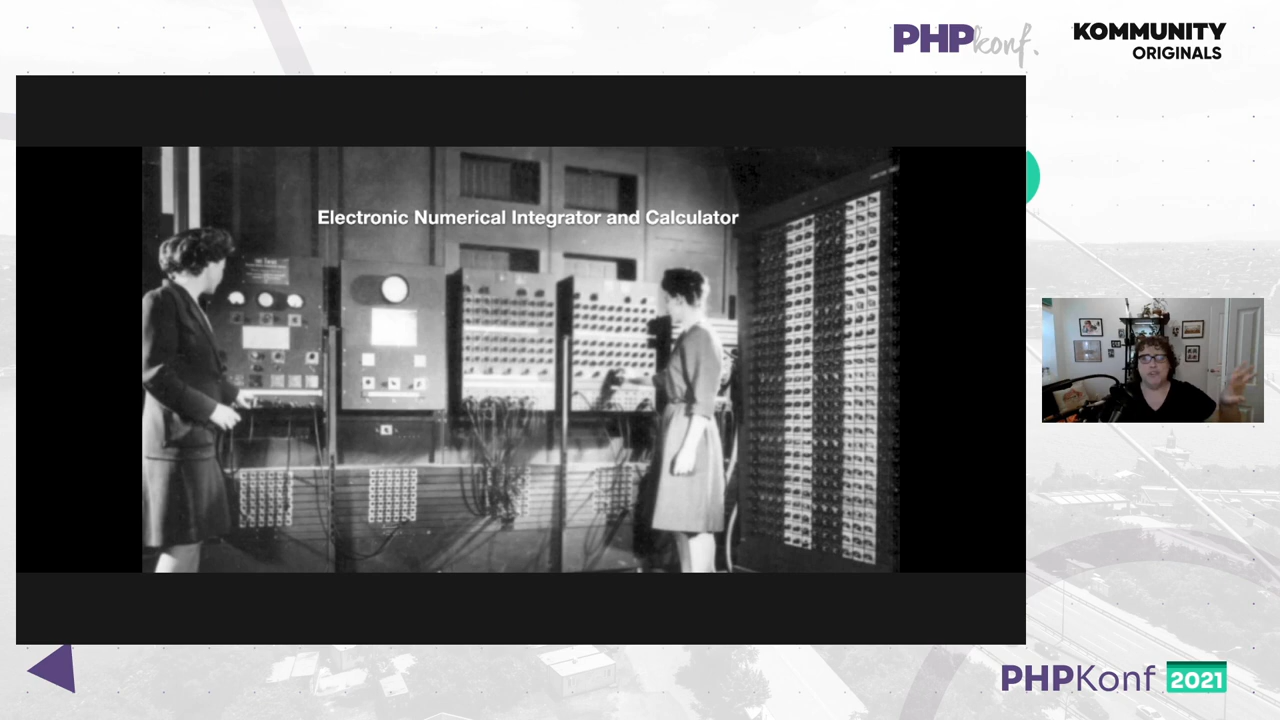 PHPkonf.
KOMMUNITY
ORIGINALS
Electronic Numerical Integrator and Calculator
PHPKonf 2021